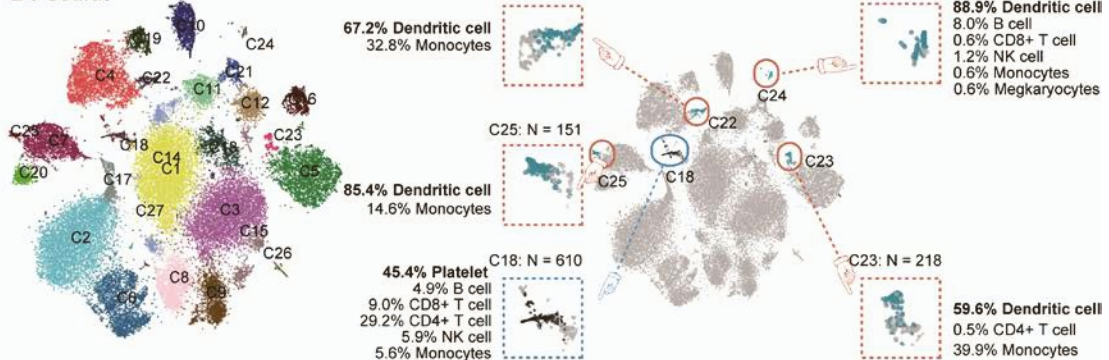 C19
C10
C24
C4
C22
C21
C11
C12
C16
C25
C7
C18
C13
C23
C20
C14
C1
C5
C17
C27
C3
C2
C15
C26
C8
C6
C9
67.2% Dendritic cell
32.8% Monocytes
C25: N = 151
85.4% Dendritic cell
14.6% Monocytes
C18: N = 610
45.4% Platelet
4.9% B cell
9.0% CD8+ T cell
29.2% CD4+ T cell
5.9% NK cell
5.6% Monocytes
C24
C22
C25
C18
C23
88.9% Dendritic cell
8.0% B cell
0.6% CD8+ T cell
1.2% NK cell
0.6% Monocytes
0.6% Megkaryocytes
C23: N = 218
59.6% Dendritic cell
0.5% CD4+ T cell
39.9% Monocytes